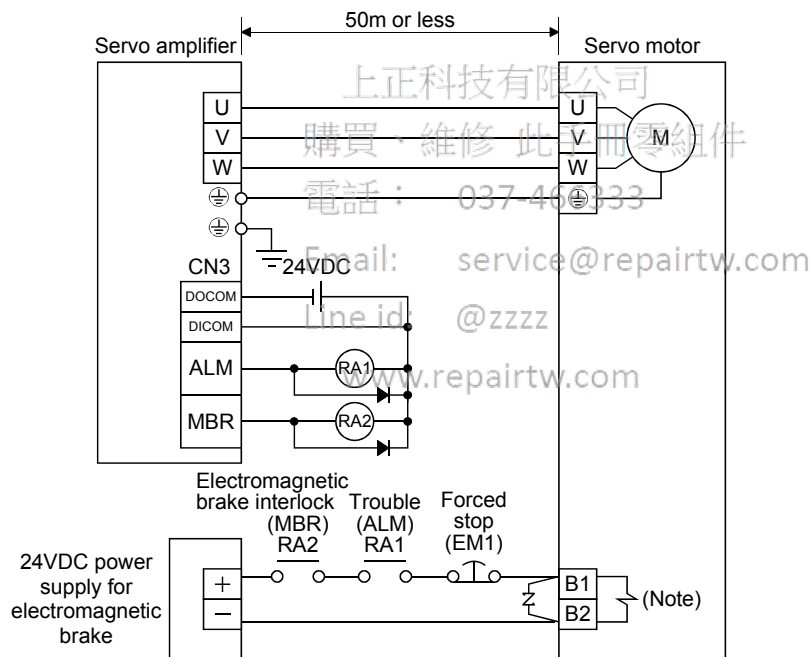 50m or less
Servo amplifier
Servo motor
上正科技有限公司
U
U
V
購買、維修 此手冊零組件
V
M
W
W
電話： 037-466333
CN3
24VDC
Email: service@repairtw.com
DOCOM
DICOM
Line id: @zzzz
ALM
RA1
www.repairtw.com
MBR
RA2
Electromagnetic
brake interlock
(MBR)
RA2
Trouble
(ALM)
RA1
Forced
stop
(EM1)
24VDC power
supply for
electromagnetic
brake
+
−
B1
B2
(Note)